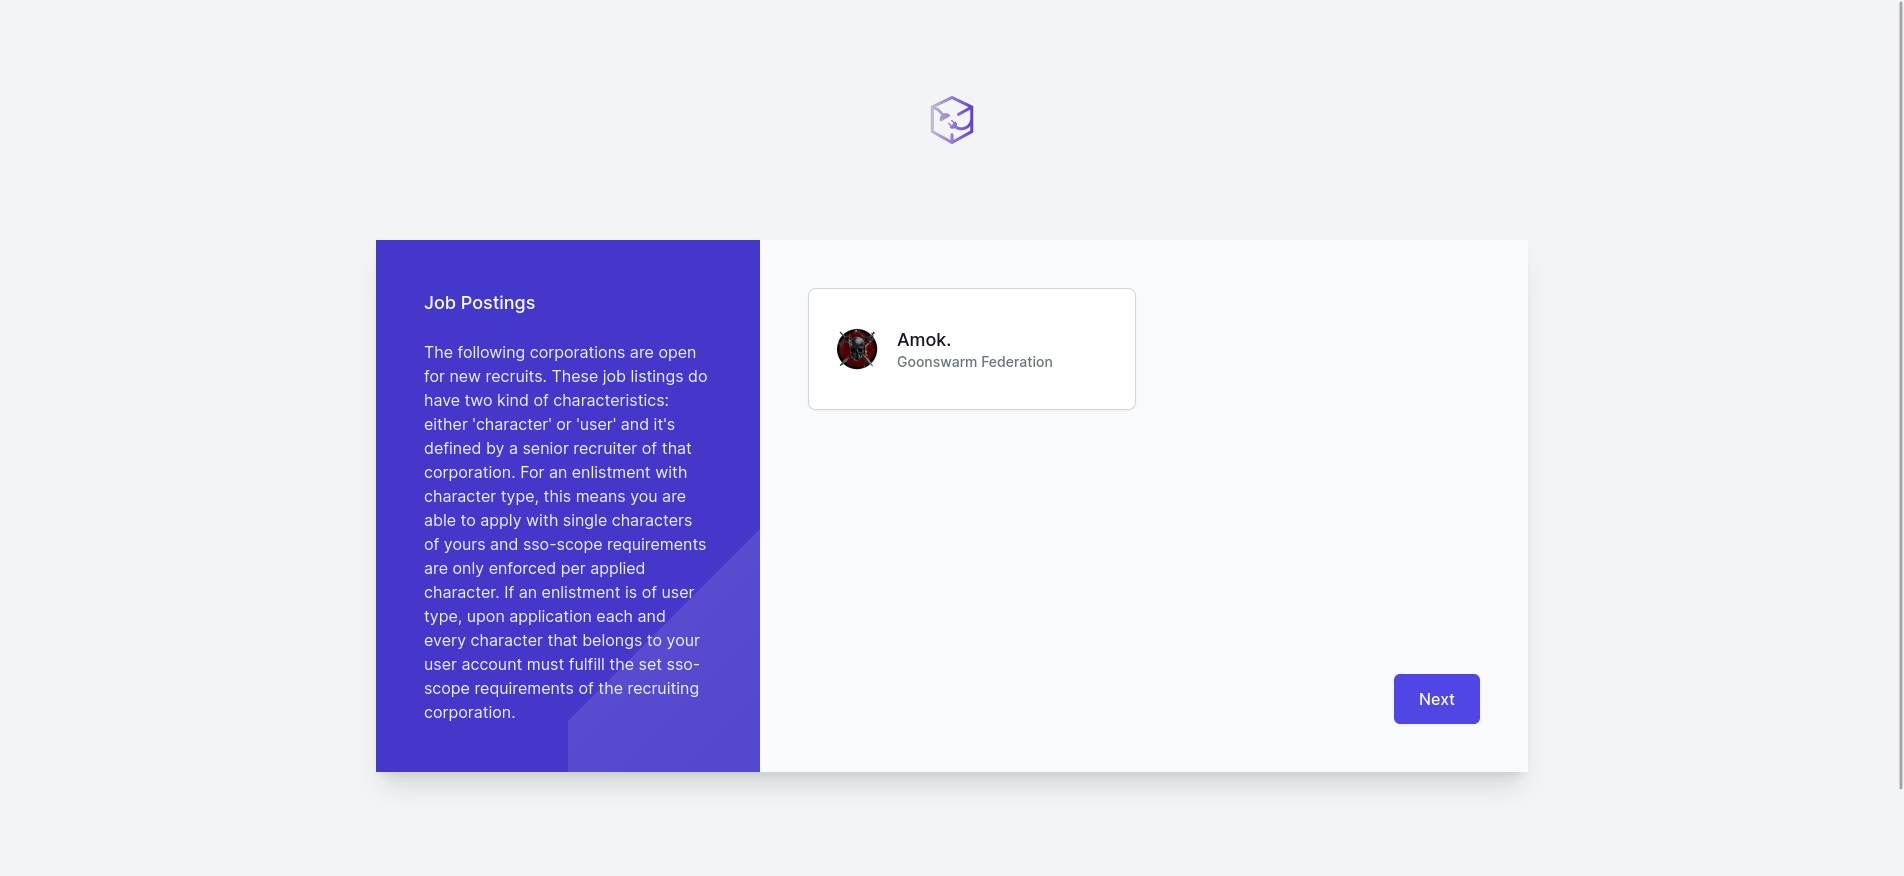 Job Postings
The following corporations are open
for new recruits. These job listings do
have two kind of characteristics:
either 'character' or 'user' and it's
defined by a senior recruiter of that
corporation. For an enlistment with
character type, this means you are
able to apply with single characters
of yours and sso-scope requirements
are only enforced per applied
character. If an enlistment is of user
type, upon application each and
every character that belongs to your
user account must fulfill the set sso-
scope requirements of the recruiting
corporation.
Amok.
Goonswarm Federation
Next